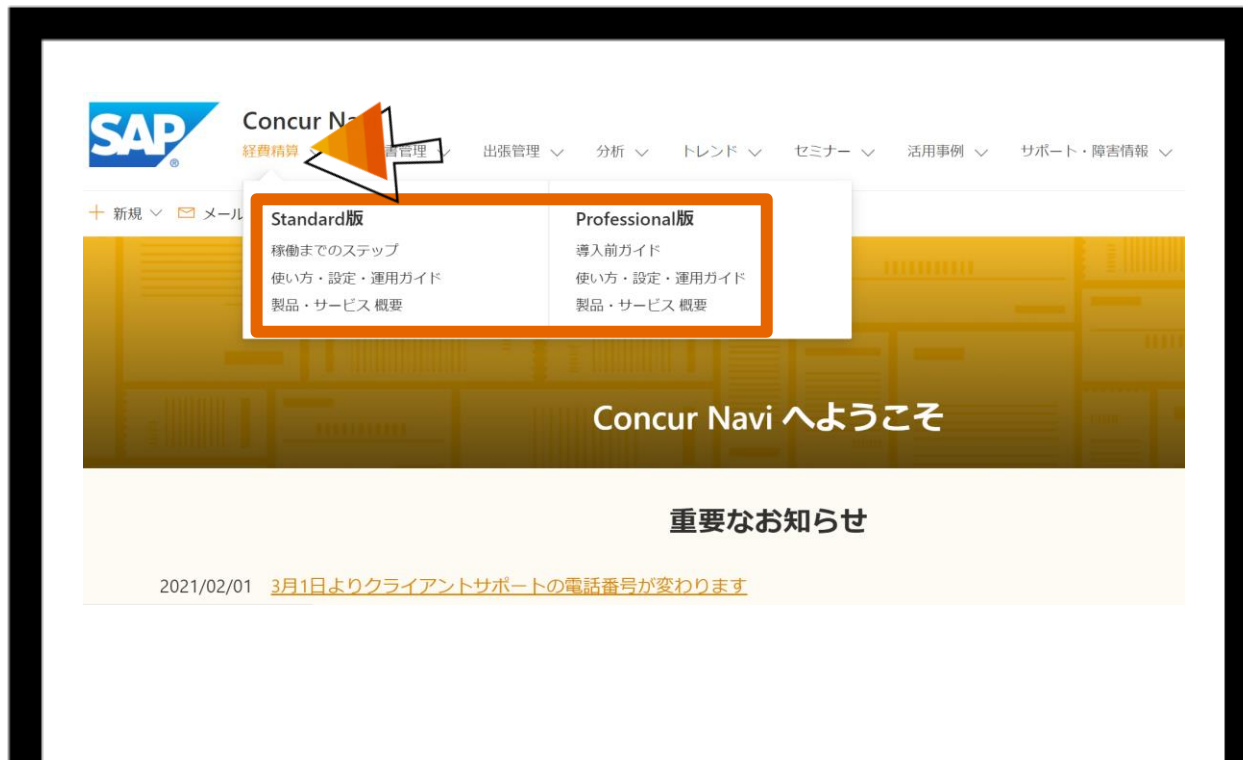 SAP
®
Concur Na
経費精算 書管理 出張管理 分析 トレンド セミナー 活用事例 サポート・障害情報
+ 新規 メール
Standard版 Professional版
稼働までのステップ 導入前ガイド
使い方・設定・運用ガイド 使い方・設定・運用ガイド
製品・サービス 概要 製品・サービス 概要
Concur Navi へようこそ
重要なお知らせ
2021/02/01 3月1日よりクライアントサポートの電話番号が変わります